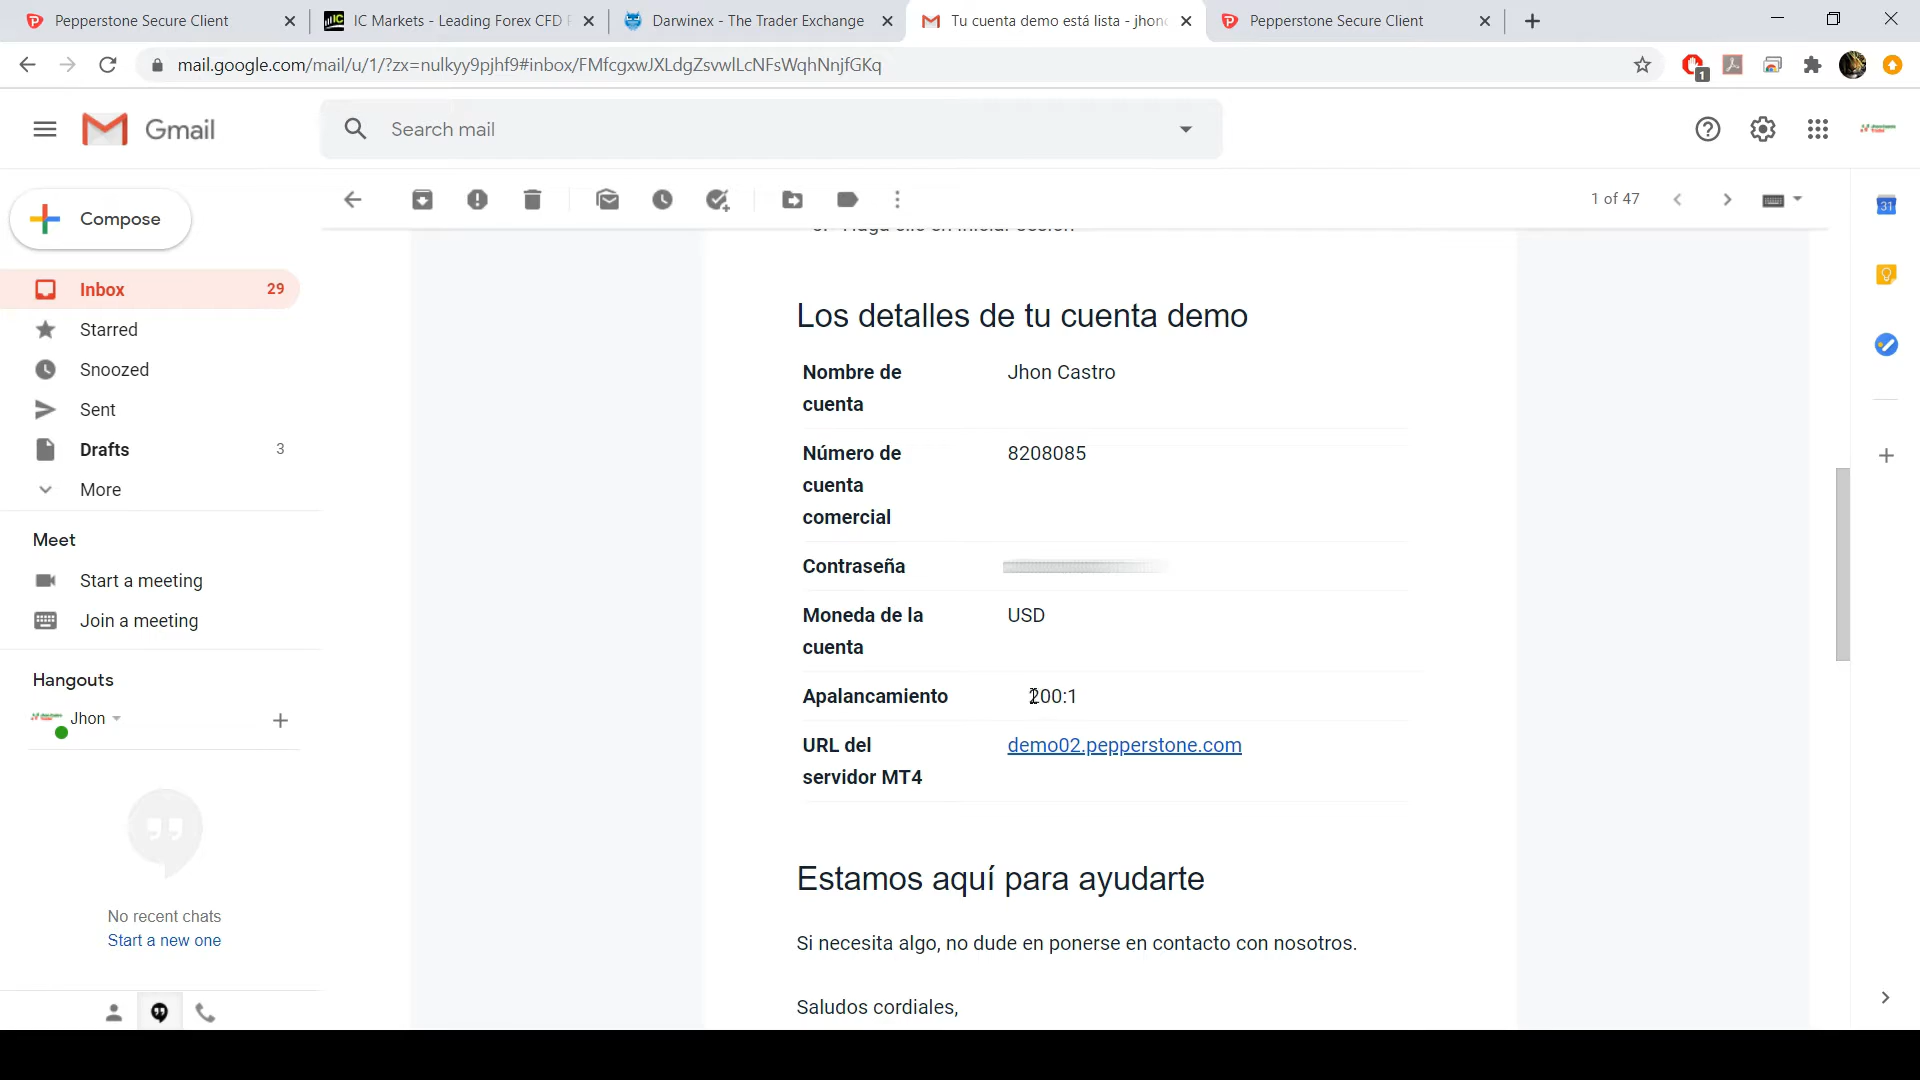 Pepperstone Secure Client
IC Markets - Leading Forex CFD
Darwinex - The Trader Exchange
Tu cuenta demo está lista - jhon
Pepperstone Secure Client
mail.google.com/mail/u/1/?zx=nulkyy9pjhf9#inbox/FMfcgxwJXLdgZsvwlLcNFsWqhNnjfGKq
1
Gmail
Search mail
Compose
1 of 47
31
Inbox 29
Starred
Snoozed
Sent
Drafts 3
More
Meet
Start a meeting
Join a meeting
Hangouts
Jhon
No recent chats
Start a new one
Los detalles de tu cuenta demo
Nombre de Jhon Castro
cuenta
Número de 8208085
cuenta
comercial
Contraseña
Moneda de la USD
cuenta
Apalancamiento 200:1
URL del demo02.pepperstone.com
servidor MT4
Estamos aquí para ayudarte
Si necesita algo, no dude en ponerse en contacto con nosotros.
Saludos cordiales,